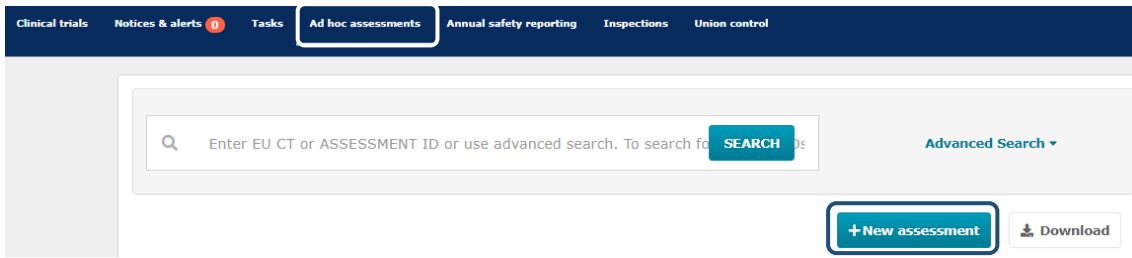 Clinical trials Notices & alerts 0 Tasks Ad hoc assessments Annual safety reporting Inspections Union control
Enter EU CT or ASSESSMENT ID or use advanced search. To search fo SEARCH Ds Advanced Search
+New assessment Download